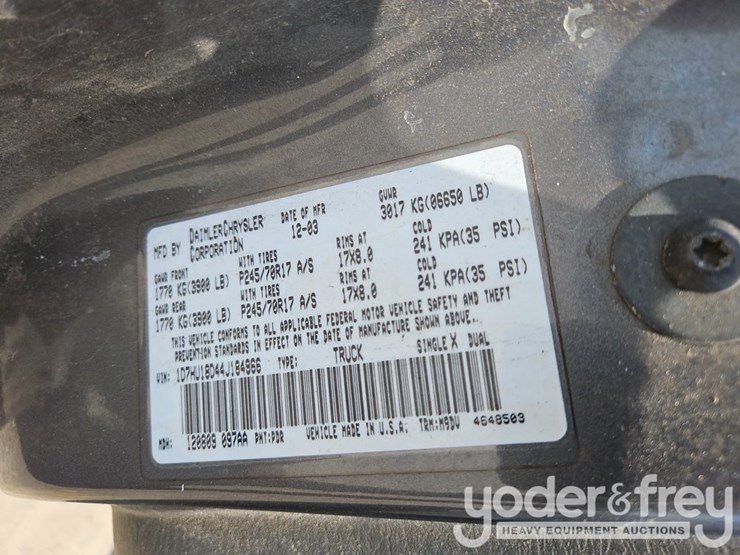 MFD BY DAIMLERCHRYSLER CORPORATION DATE OF MFR 12-03 GVWR 3017 KG(06650 LB)
GAWR FRONT WITH TIRES RIMS AT COLD
1770 KG(3900 LB) P245/70R17 A/S 17X8.0 241 KPA(35 PSI)
GAWR REAR WITH TIRES RIMS AT COLD
1770 KG(3900 LB) P245/70R17 A/S 17X8.0 241 KPA(35 PSI)
THIS VEHICLE CONFORMS TO ALL APPLICABLE FEDERAL MOTOR VEHICLE SAFETY AND THEFT
PREVENTION STANDARDS IN EFFECT ON THE DATE OF MANUFACTURE SHOWN ABOVE.
VIN: 1D7HU18D44J184966 TYPE: TRUCK SINGLE X DUAL
MDH: 120809 097AA PNT:PDR VEHICLE MADE IN U.S.A. TRM:M9DV 4648503
yoder&frey
HEAVY EQUIPMENT AUCTIONS